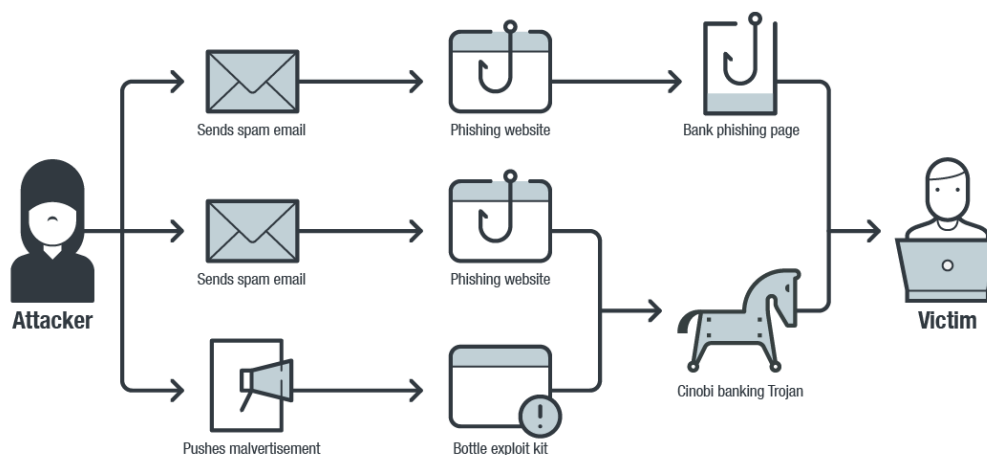 Sends spam email
Phishing website
Bank phishing page
Attacker
Sends spam email
Phishing website
Victim
Cinobi banking Trojan
Pushes malvertisement
Bottle exploit kit